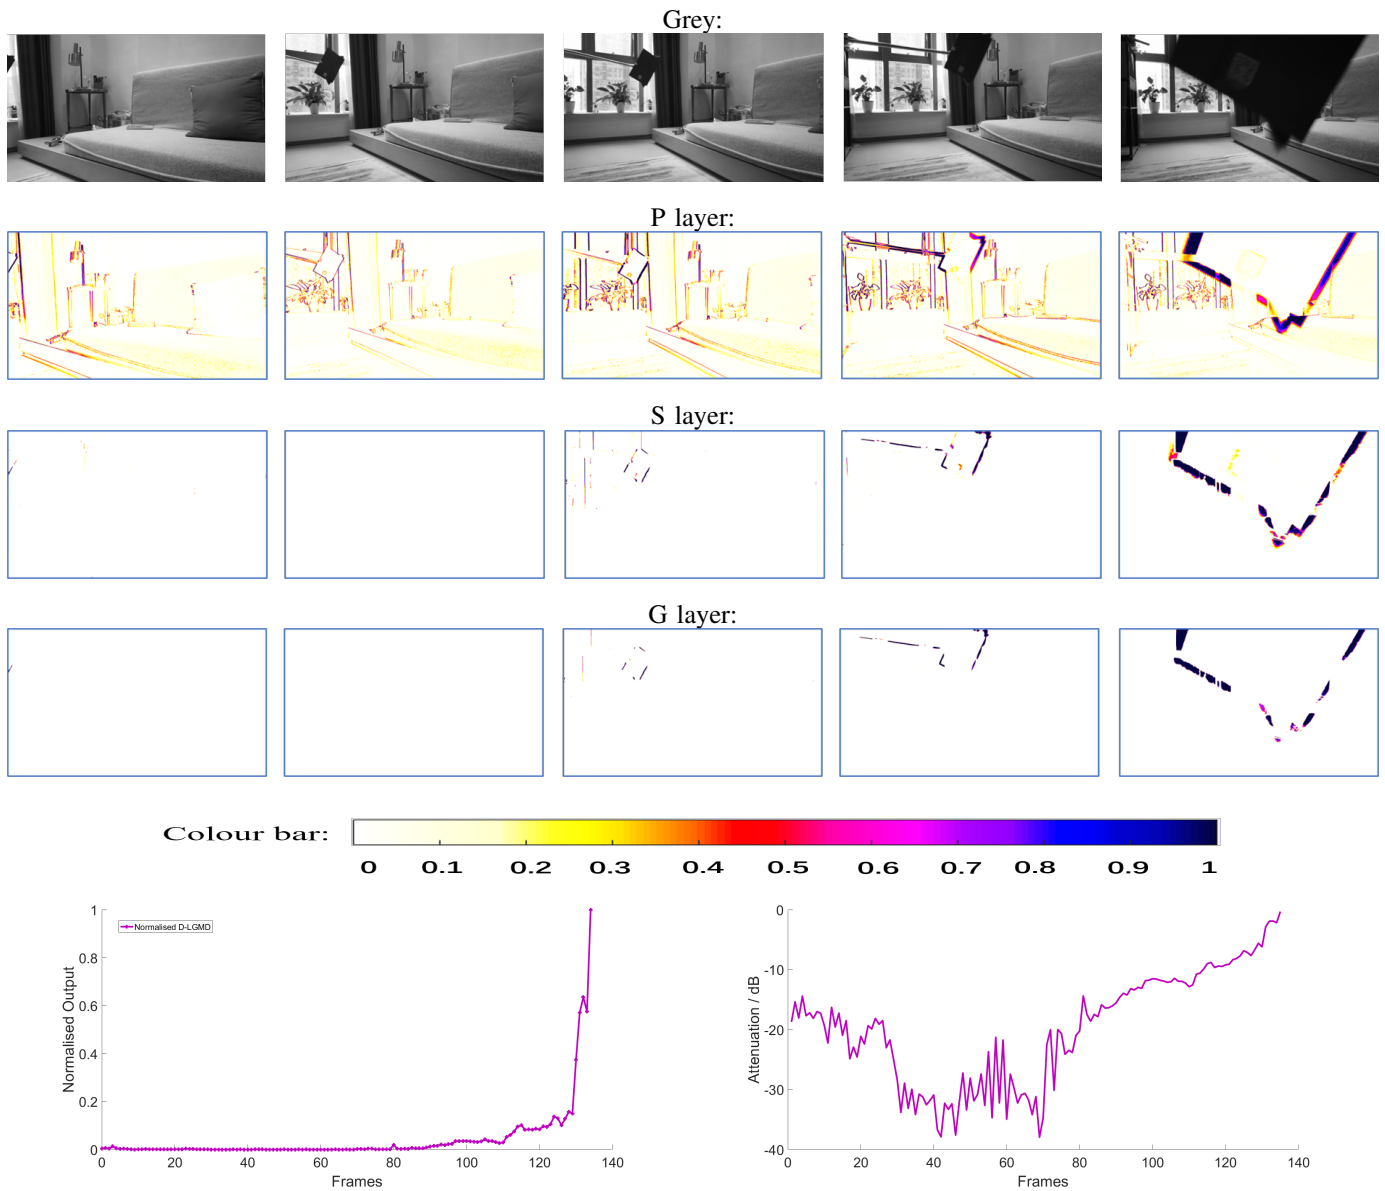 Grey:
P layer:
S layer:
G layer:
Colour bar:
0 0.1 0.2 0.3 0.4 0.5 0.6 0.7 0.8 0.9 1
Normalised D-LGMD
Normalised Output
1
0.8
0.6
0.4
0.2
0
0 20 40 60 80 100 120 140
Frames
Attenuation / dB
0
-10
-20
-30
-40
0 20 40 60 80 100 120 140
Frames